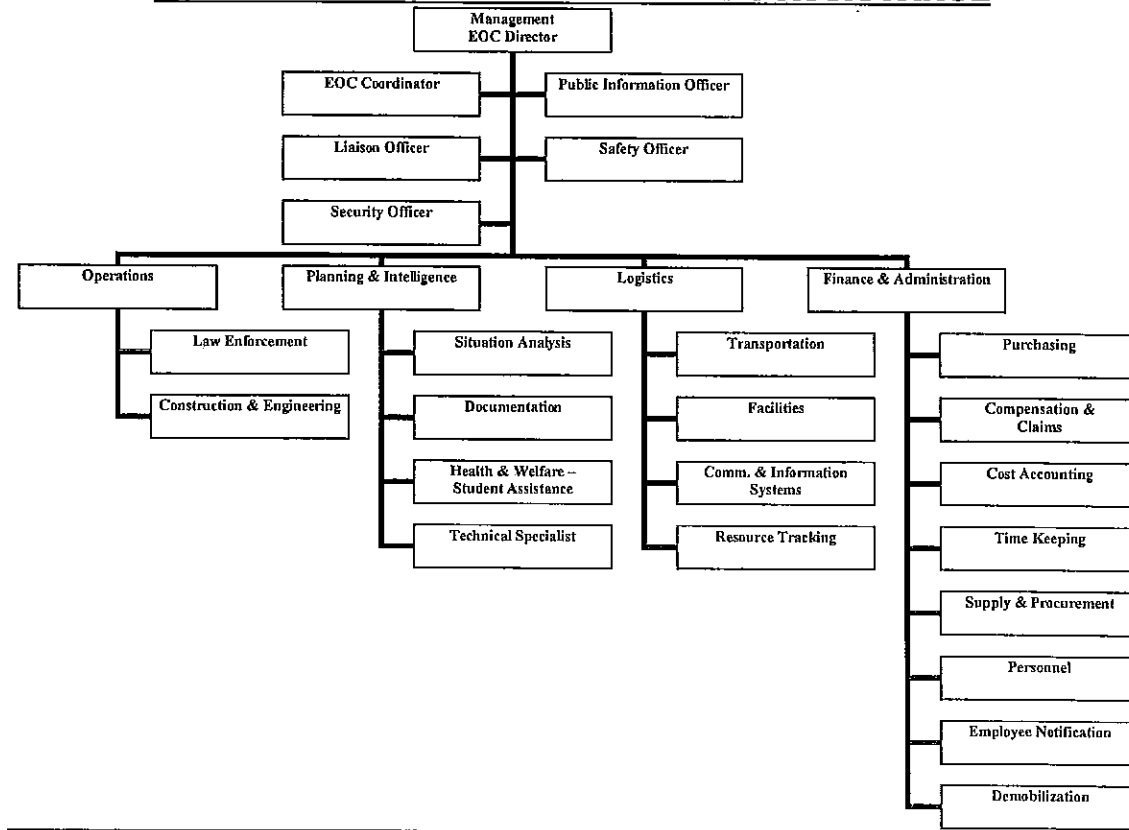 Management
EOC Director
EOC Coordinator
Public Information Officer
Liaison Officer
Safety Officer
Security Officer
Operations
Planning & Intelligence
Logistics
Finance & Administration
Law Enforcement
Situation Analysis
Transportation
Purchasing
Construction & Engineering
Documentation
Facilities
Compensation &
Claims
Health & Welfare –
Student Assistance
Comm. & Information
Systems
Cost Accounting
Technical Specialist
Resource Tracking
Time Keeping
Supply & Procurement
Personnel
Employee Notification
Demobilization